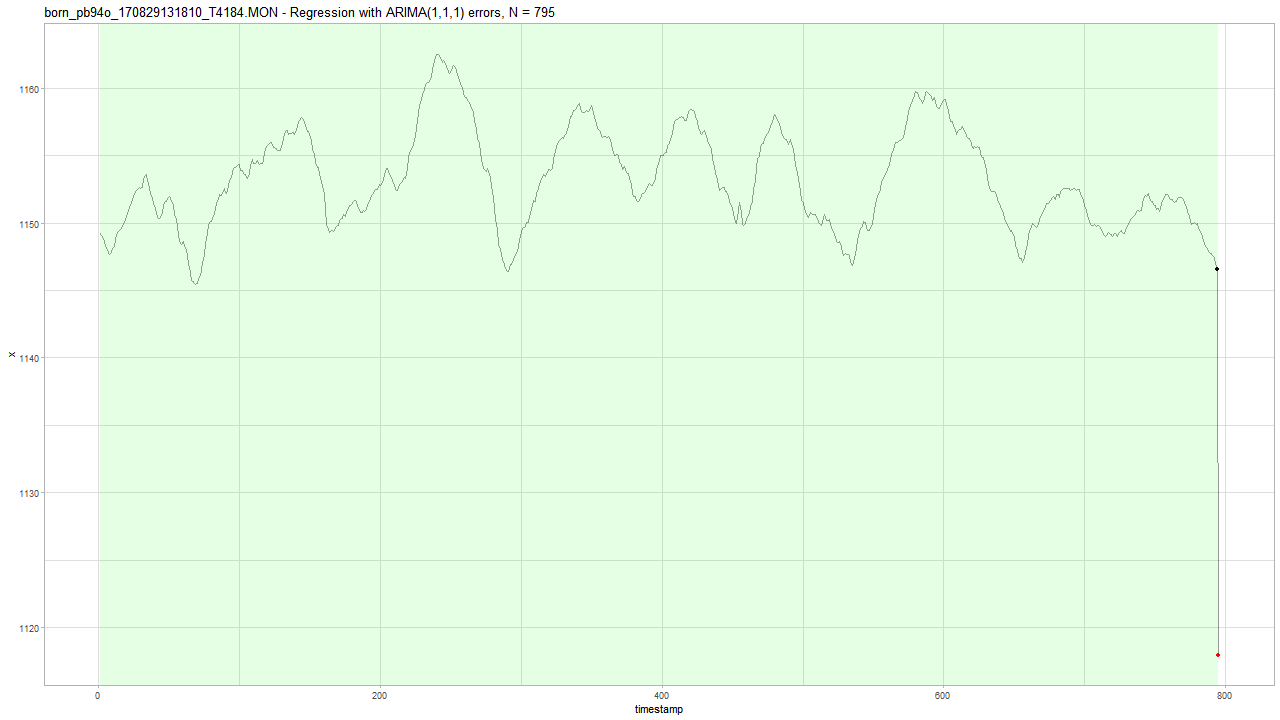 born_pb94o_170829131810_T4184.MON - Regression with ARIMA(1,1,1) errors, N = 795
1160
1150
x
1140
1130
1120
0 200 400 600 800
timestamp